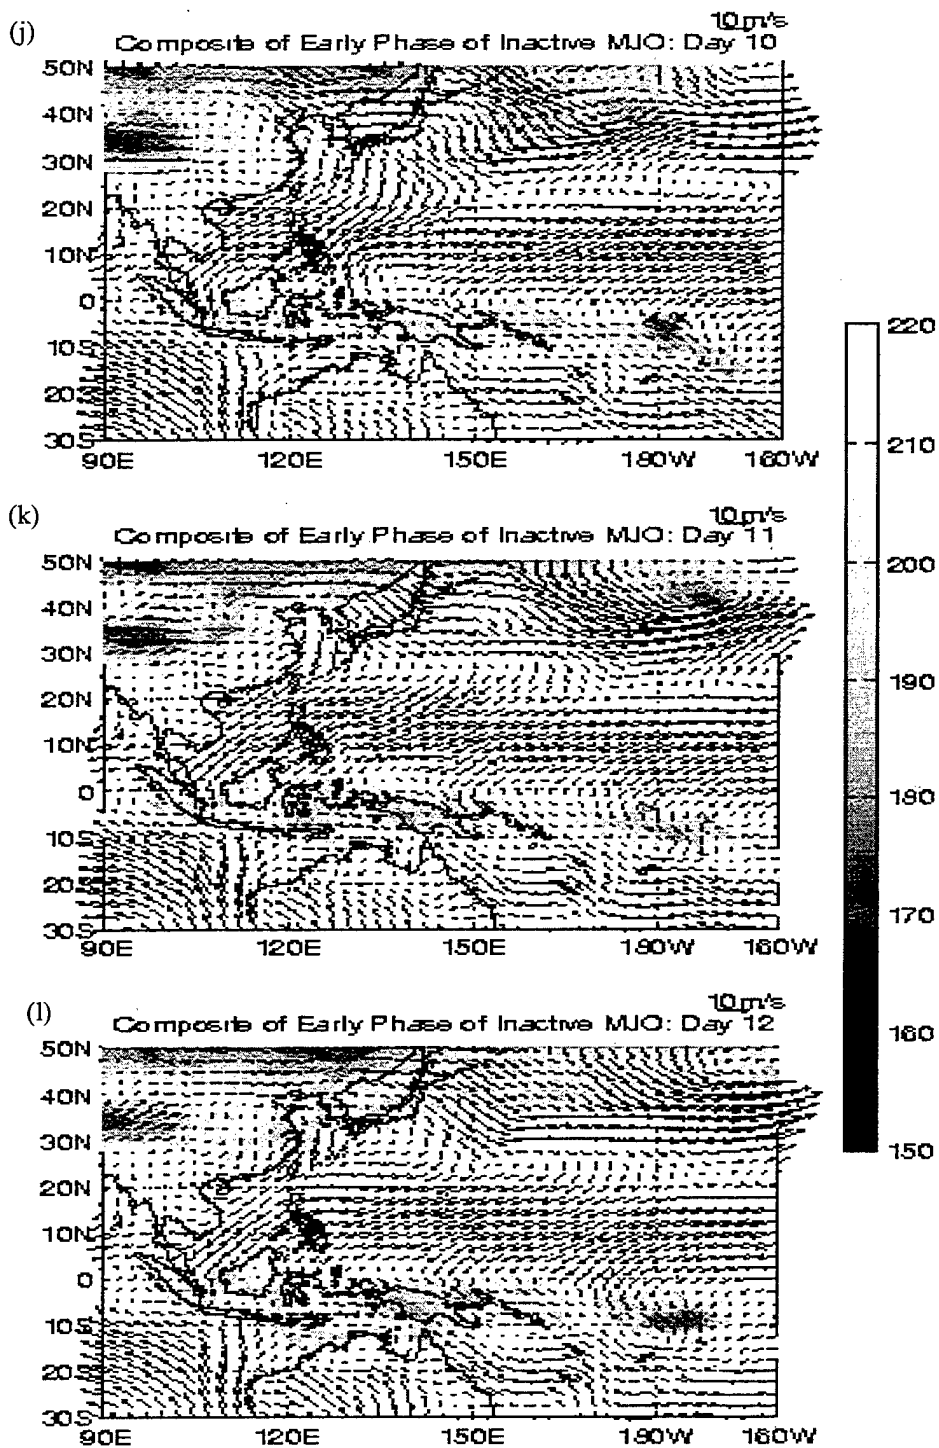 (j)
10 m/s
Composite of Early Phase of Inactive MJO: Day 10
50N
40N
30N
20N
10N
0
10S
20S
30S
90E 120E 150E 180W 160W
(k)
10 m/s
Composite of Early Phase of Inactive MJO: Day 11
50N
40N
30N
20N
10N
0
10S
20S
30S
90E 120E 150E 180W 160W
(l)
10 m/s
Composite of Early Phase of Inactive MJO: Day 12
50N
40N
30N
20N
10N
0
10S
20S
30S
90E 120E 150E 180W 160W
220
210
200
190
180
170
160
150